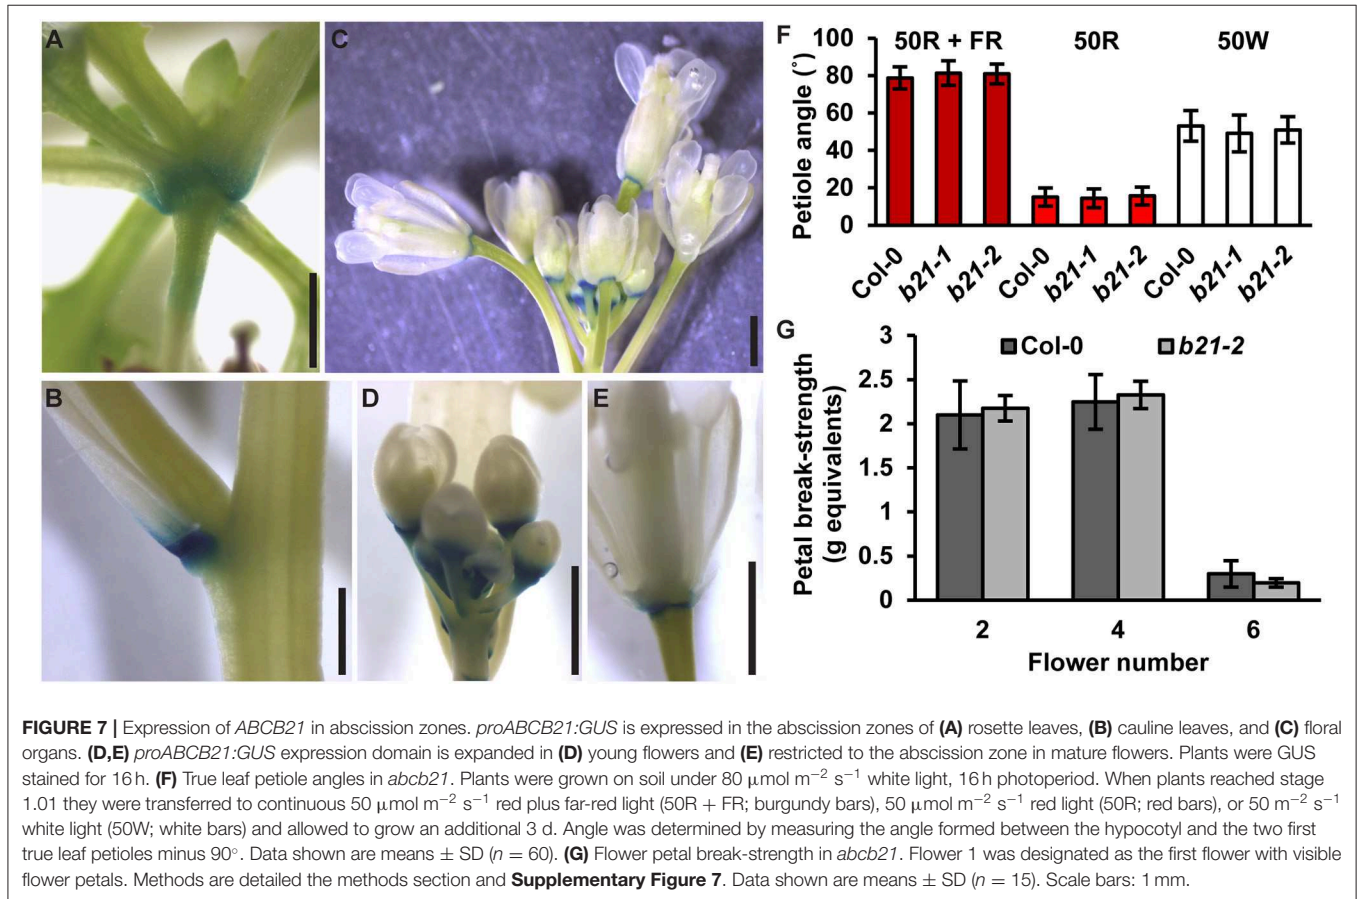 A
C
B
D
E
F
50R + FR
50R
50W
Petiole angle (°)
100
80
60
40
20
0
Col-0
b21-1
b21-2
Col-0
b21-1
b21-2
Col-0
b21-1
b21-2
G
Col-0
b21-2
Petal break-strength
(g equivalents)
3
2.5
2
1.5
1
0.5
0
2
4
6
Flower number
FIGURE 7 | Expression of ABCB21 in abscission zones. proABCB21:GUS is expressed in the abscission zones of (A) rosette leaves, (B) cauline leaves, and (C) floral
organs. (D,E) proABCB21:GUS expression domain is expanded in (D) young flowers and (E) restricted to the abscission zone in mature flowers. Plants were GUS
stained for 16 h. (F) True leaf petiole angles in abcb21. Plants were grown on soil under 80 μmol m−2 s−1 white light, 16 h photoperiod. When plants reached stage
1.01 they were transferred to continuous 50 μmol m−2 s−1 red plus far-red light (50R + FR; burgundy bars), 50 μmol m−2 s−1 red light (50R; red bars), or 50 m−2 s−1
white light (50W; white bars) and allowed to grow an additional 3 d. Angle was determined by measuring the angle formed between the hypocotyl and the two first
true leaf petioles minus 90°. Data shown are means ± SD (n = 60). (G) Flower petal break-strength in abcb21. Flower 1 was designated as the first flower with visible
flower petals. Methods are detailed the methods section and Supplementary Figure 7. Data shown are means ± SD (n = 15). Scale bars: 1 mm.